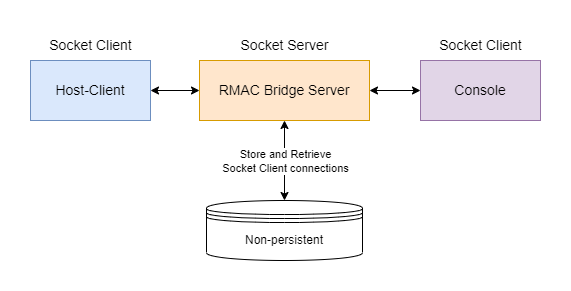 Socket Client
Socket Server
Socket Client
Host-Client
RMAC Bridge Server
Console
Store and Retrieve
Socket Client connections
Non-persistent